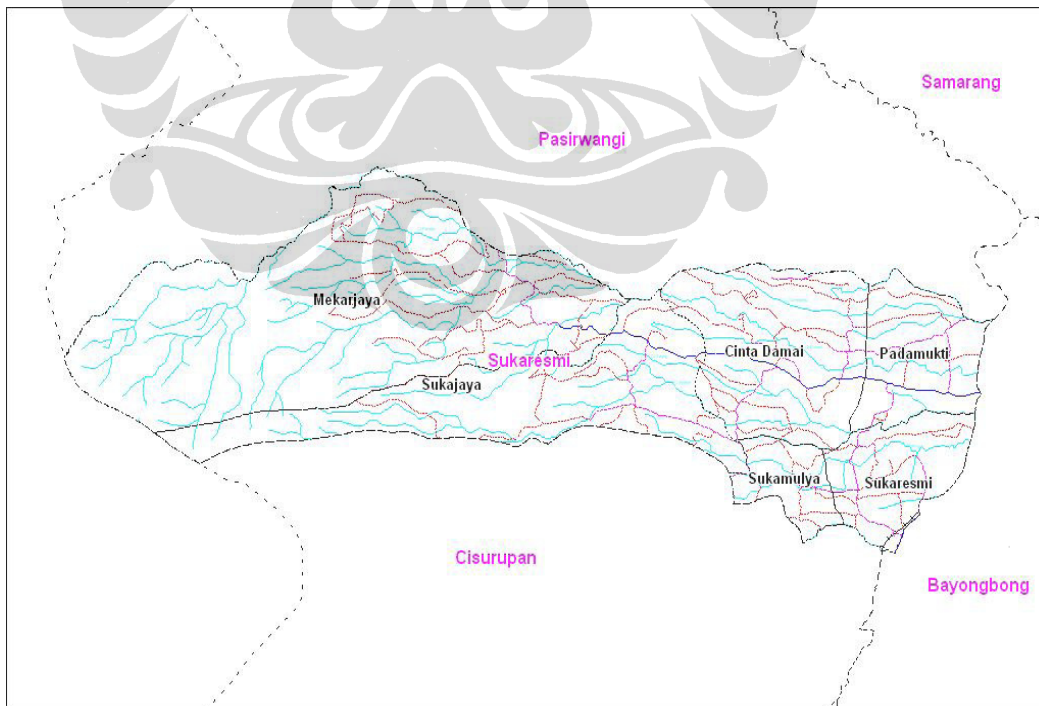 Samarang
Pasirwangi
Mekarjaya
Sukaresmi
Sukajaya
Cinta Damai
Padamukti
Sukamulya
Sukaresmi
Cisurupan
Bayongbong